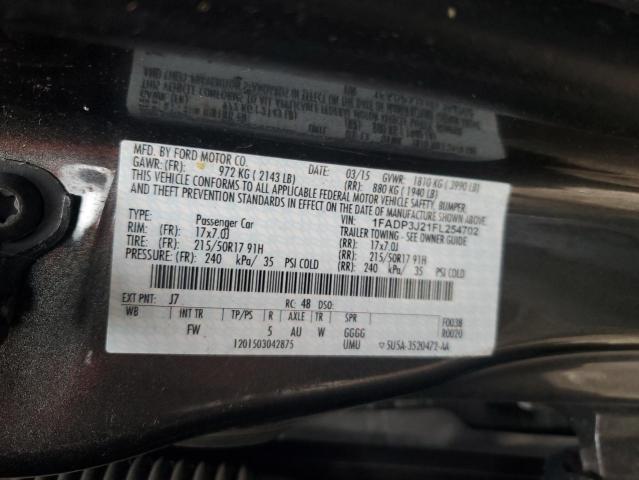 MFD. BY FORD MOTOR CO.
DATE: 03/15 GVWR: 1810 KG ( 3990 LB)
GAWR: (FR): 972 KG ( 2143 LB) (RR): 880 KG ( 1940 LB)
THIS VEHICLE CONFORMS TO ALL APPLICABLE FEDERAL MOTOR VEHICLE SAFETY, BUMPER,
AND THEFT PREVENTION STANDARDS IN EFFECT ON THE DATE OF MANUFACTURE SHOWN ABOVE.
VIN: 1FADP3J21FL254702
TYPE: Passenger Car TRAILER TOWING - SEE OWNER GUIDE
RIM: (FR): 17x7.0J (RR): 17x7.0J
TIRE: (FR): 215/50R17 91H (RR): 215/50R17 91H
PRESSURE: (FR): 240 kPa/ 35 PSI COLD (RR): 240 kPa/ 35 PSI COLD
EXT PNT: J7 RC: 48 DSO: F0038
WB INT TR TP/PS R AXLE TR SPR R0020
FW 5 AU W GGGG
1201503042875 UMU ▽5U5A-3520472-AA